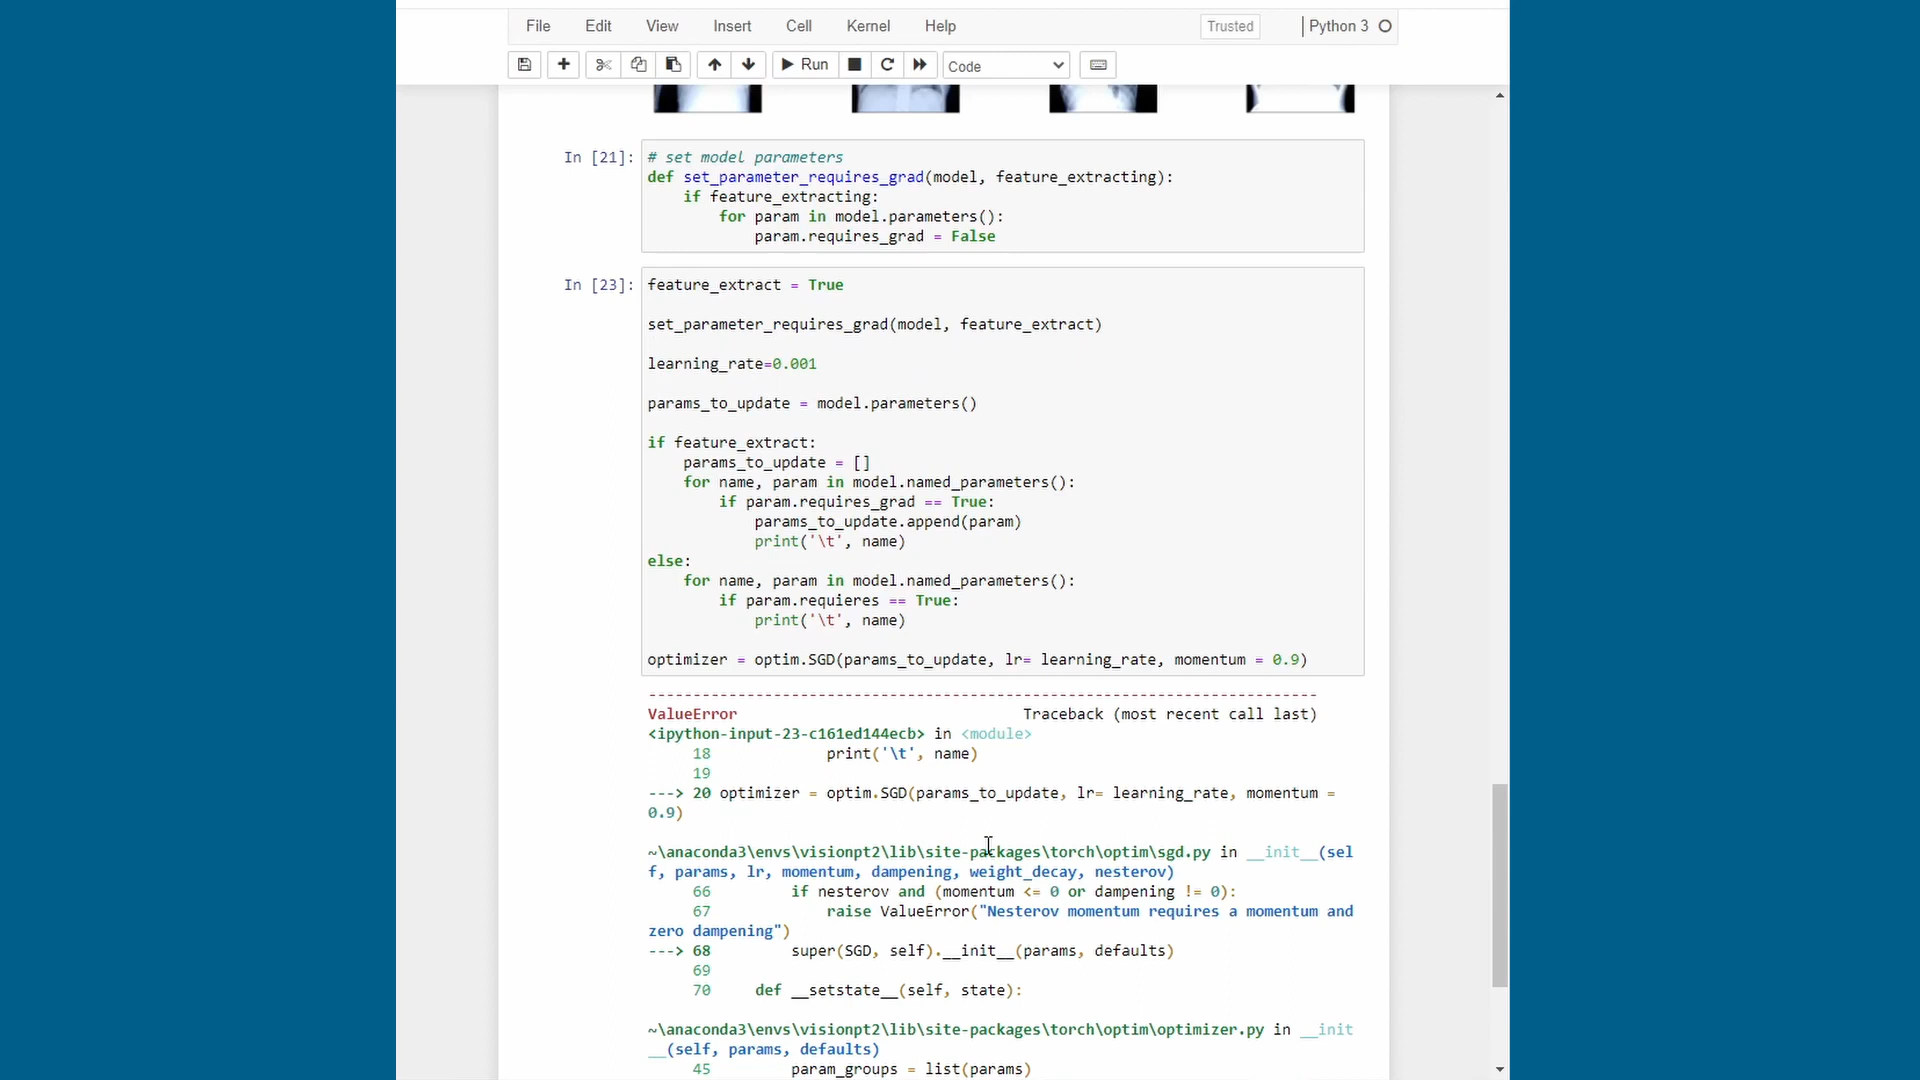 File Edit View Insert Cell Kernel Help Trusted Python 3
Run Code
In [21]: # set model parameters
def set_parameter_requires_grad(model, feature_extracting):
    if feature_extracting:
        for param in model.parameters():
            param.requires_grad = False
In [23]: feature_extract = True
set_parameter_requires_grad(model, feature_extract)
learning_rate=0.001
params_to_update = model.parameters()
if feature_extract:
    params_to_update = []
    for name, param in model.named_parameters():
        if param.requires_grad == True:
            params_to_update.append(param)
            print('\t', name)
else:
    for name, param in model.named_parameters():
        if param.requieres == True:
            print('\t', name)
optimizer = optim.SGD(params_to_update, lr= learning_rate, momentum = 0.9)
---------------------------------------------------------------------------
ValueError                                Traceback (most recent call last)
<ipython-input-23-c161ed144ecb> in <module>
     18             print('\t', name)
     19
---> 20 optimizer = optim.SGD(params_to_update, lr= learning_rate, momentum =
0.9)
~\anaconda3\envs\visionpt2\lib\site-packages\torch\optim\sgd.py in __init__(sel
f, params, lr, momentum, dampening, weight_decay, nesterov)
     66         if nesterov and (momentum <= 0 or dampening != 0):
     67             raise ValueError("Nesterov momentum requires a momentum and
zero dampening")
---> 68         super(SGD, self).__init__(params, defaults)
     69
     70     def __setstate__(self, state):
~\anaconda3\envs\visionpt2\lib\site-packages\torch\optim\optimizer.py in __init
__(self, params, defaults)
     45         param_groups = list(params)